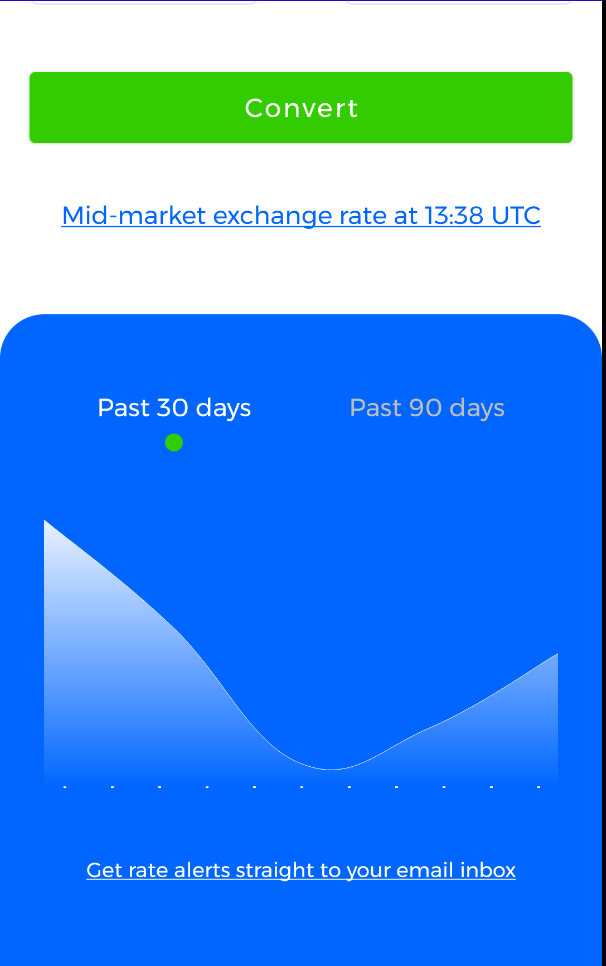 Convert
Mid-market exchange rate at 13:38 UTC
Past 30 days
Past 90 days
Get rate alerts straight to your email inbox